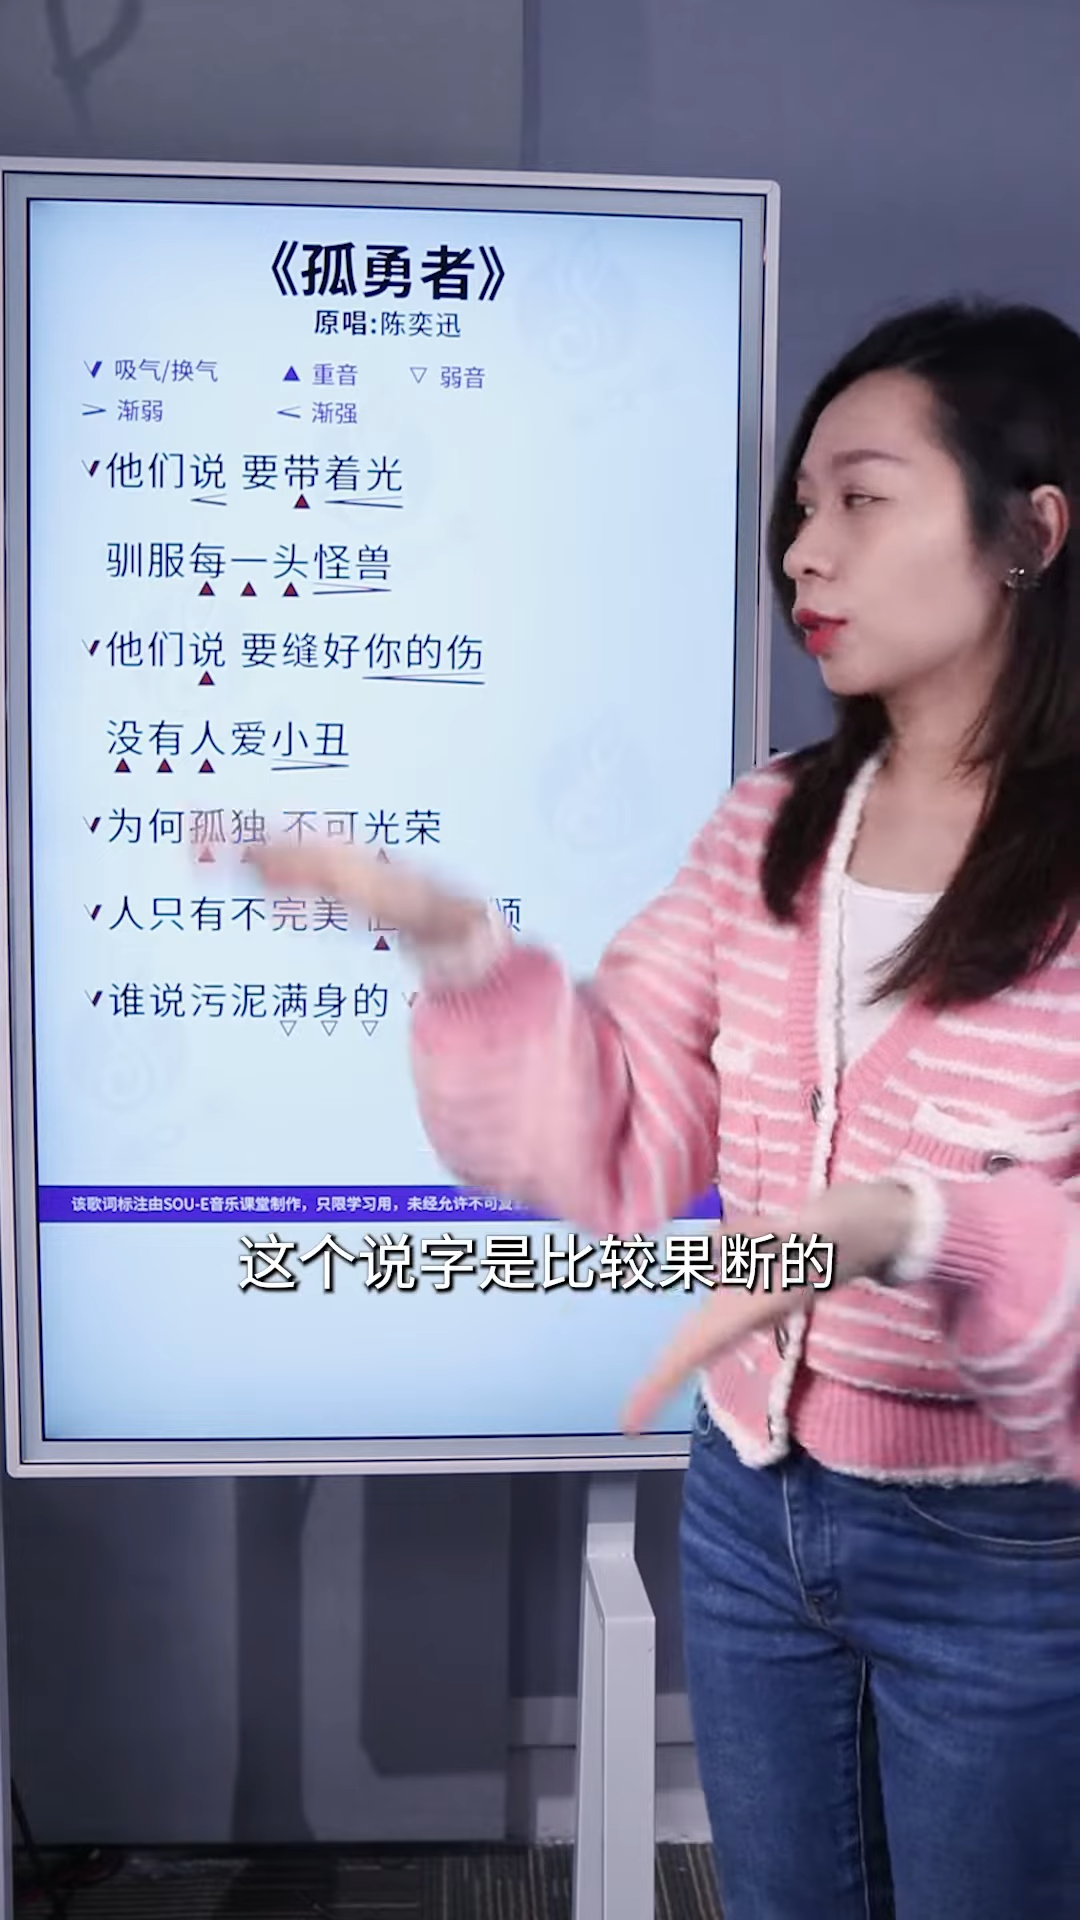 《孤勇者》
原唱:陈奕迅
吸气/换气 重音 弱音
渐弱 渐强
他们说 要带着光
驯服每一头怪兽
他们说 要缝好你的伤
没有人爱小丑
为何孤独 不可光荣
人只有不完美
谁说污泥满身的
该歌词标注由SOU-E音乐课堂制作，只限学习用，未经允许不可
这个说字是比较果断的